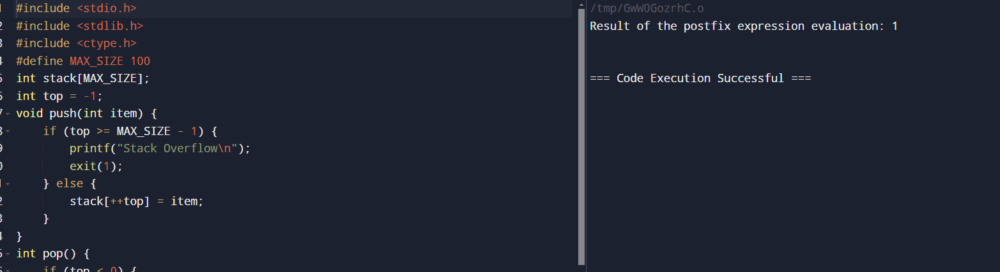 #include <stdio.h>
#include <stdlib.h>
#include <ctype.h>
#define MAX_SIZE 100
int stack[MAX_SIZE];
int top = -1;
void push(int item) {
if (top >= MAX_SIZE - 1) {
printf("Stack Overflow\n");
exit(1);
} else {
stack[++top] = item;
}
}
int pop() {
if (top < 0) {
/tmp/GwWOGozrhC.o
Result of the postfix expression evaluation: 1
=== Code Execution Successful ===